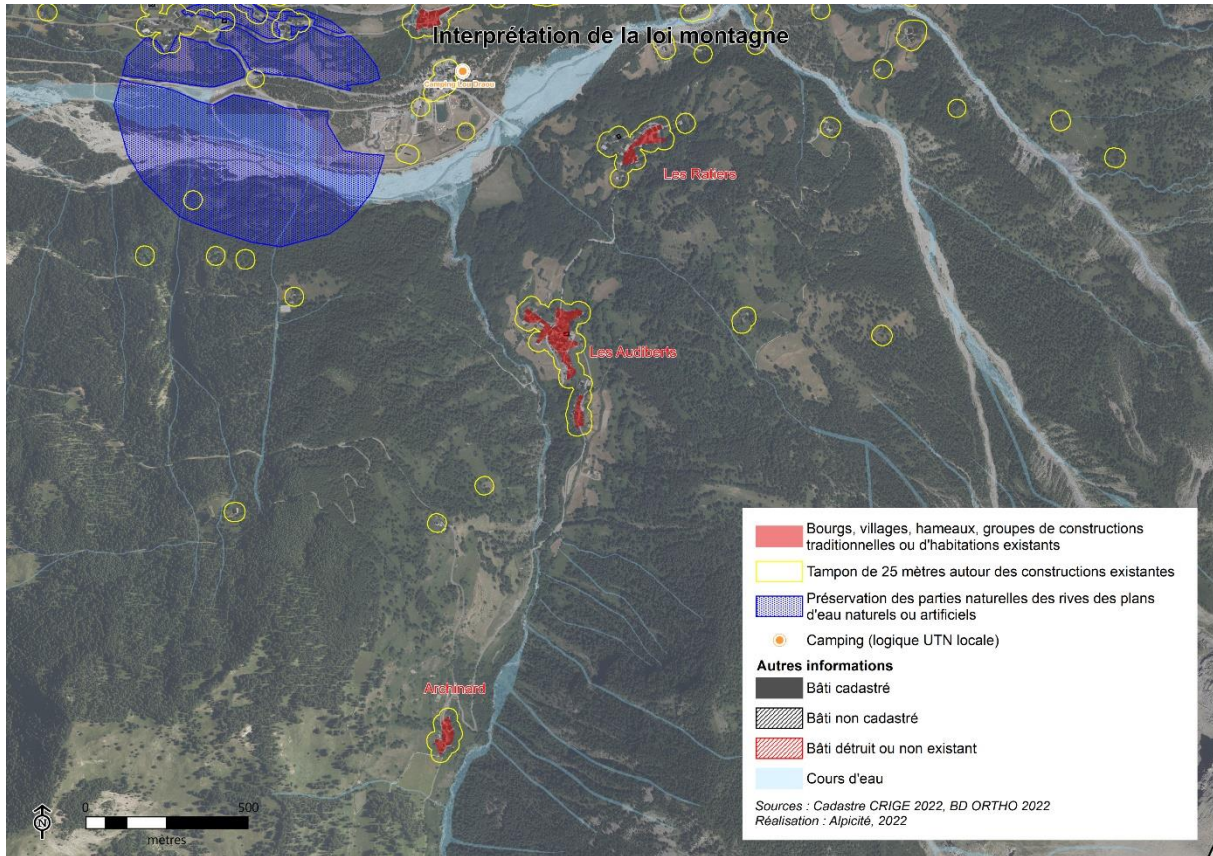 Interprétation de la loi montagne
Camping Lou Draou
Les Ratiers
Les Audiberts
Archinard
Bourgs, villages, hameaux, groupes de constructions
traditionnelles ou d'habitations existants
Tampon de 25 mètres autour des constructions existantes
Préservation des parties naturelles des rives des plans
d'eau naturels ou artificiels
Camping (logique UTN locale)
Autres informations
Bâti cadastré
Bâti non cadastré
Bâti détruit ou non existant
Cours d'eau
Sources : Cadastre CRIGE 2022, BD ORTHO 2022
Réalisation : Alpicité, 2022
N
0 500
mètres